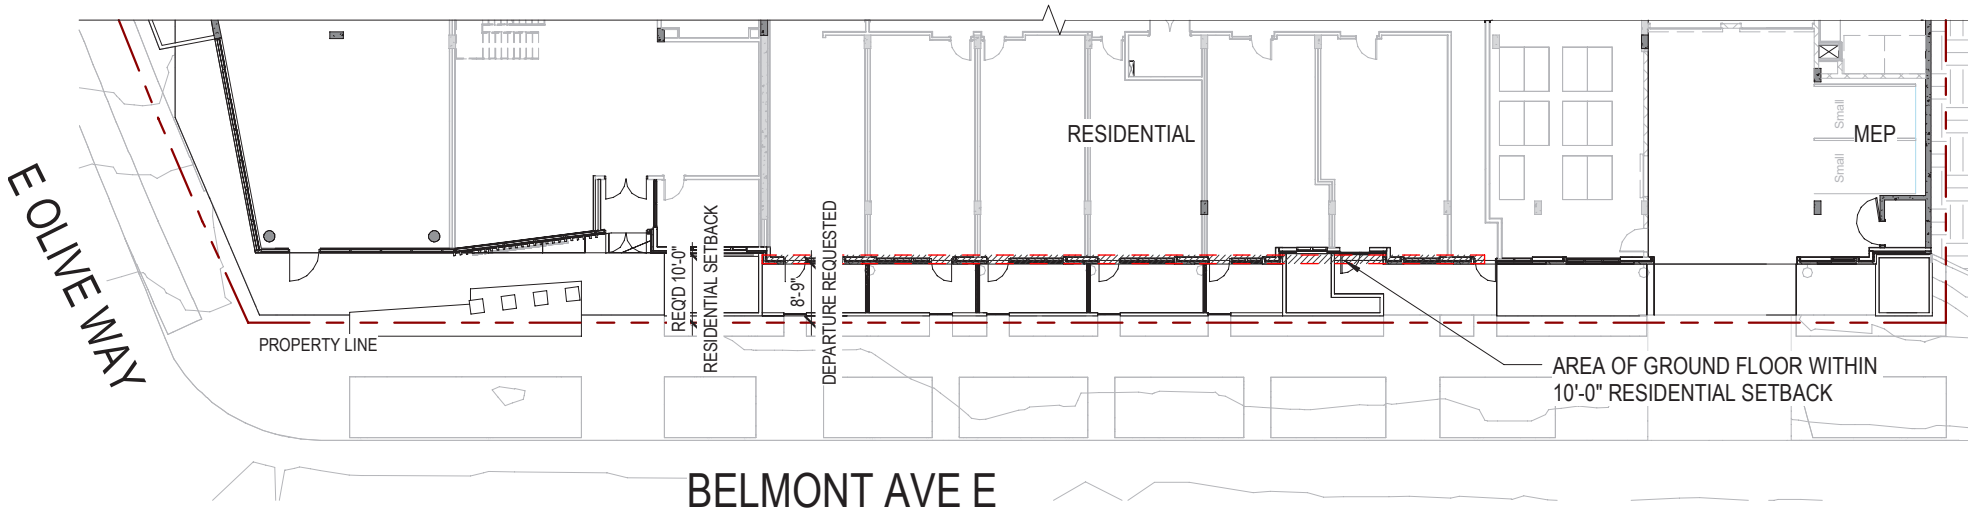 RESIDENTIAL
MEP
Small
Small
E OLIVE WAY
REQ'D 10'-0"
RESIDENTIAL SETBACK
8'-9"
DEPARTURE REQUESTED
PROPERTY LINE
AREA OF GROUND FLOOR WITHIN
10'-0" RESIDENTIAL SETBACK
BELMONT AVE E